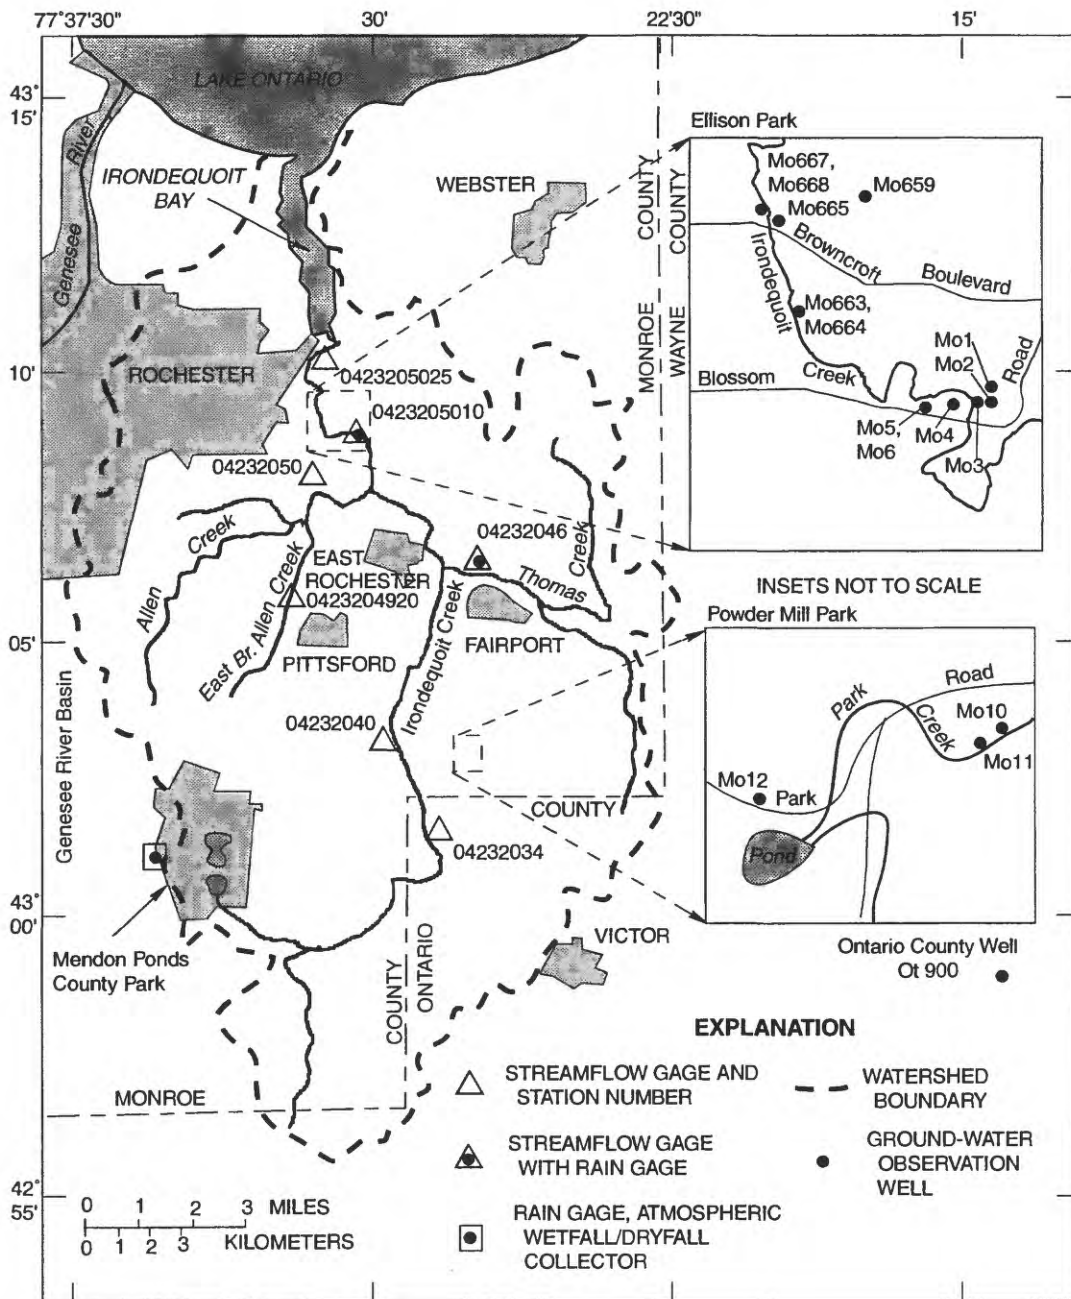 77°37'30"
30'
22'30"
15'
43°
15'
LAKE ONTARIO
River
Genesee
IRONDEQUOIT
BAY
WEBSTER
COUNTY
COUNTY
MONROE
WAYNE
Ellison Park
Mo667,
Mo668
Mo659
Mo665
Irondequoit
Browncroft
Boulevard
Mo663,
Mo664
Mo1
Mo2
Road
Blossom
Creek
Mo5,
Mo6
Mo4
Mo3
10'
ROCHESTER
0423205025
0423205010
04232050
04232046
Creek
Allen
Creek
EAST
ROCHESTER
Thomas
Creek
0423204920
East Br. Allen
PITTSFORD
Irondequoit Creek
FAIRPORT
INSETS NOT TO SCALE
Powder Mill Park
05'
Genesee River Basin
04232040
Road
Park
Creek
Mo10
Mo11
Mo12
Park
Pond
COUNTY
04232034
43°
00'
Mendon Ponds
County Park
VICTOR
COUNTY
ONTARIO
Ontario County Well
Ot 900
MONROE
EXPLANATION
STREAMFLOW GAGE AND
STATION NUMBER
WATERSHED
BOUNDARY
STREAMFLOW GAGE
WITH RAIN GAGE
GROUND-WATER
OBSERVATION
WELL
RAIN GAGE, ATMOSPHERIC
WETFALL/DRYFALL
COLLECTOR
42°
55'
0 1 2 3 MILES
0 1 2 3 KILOMETERS